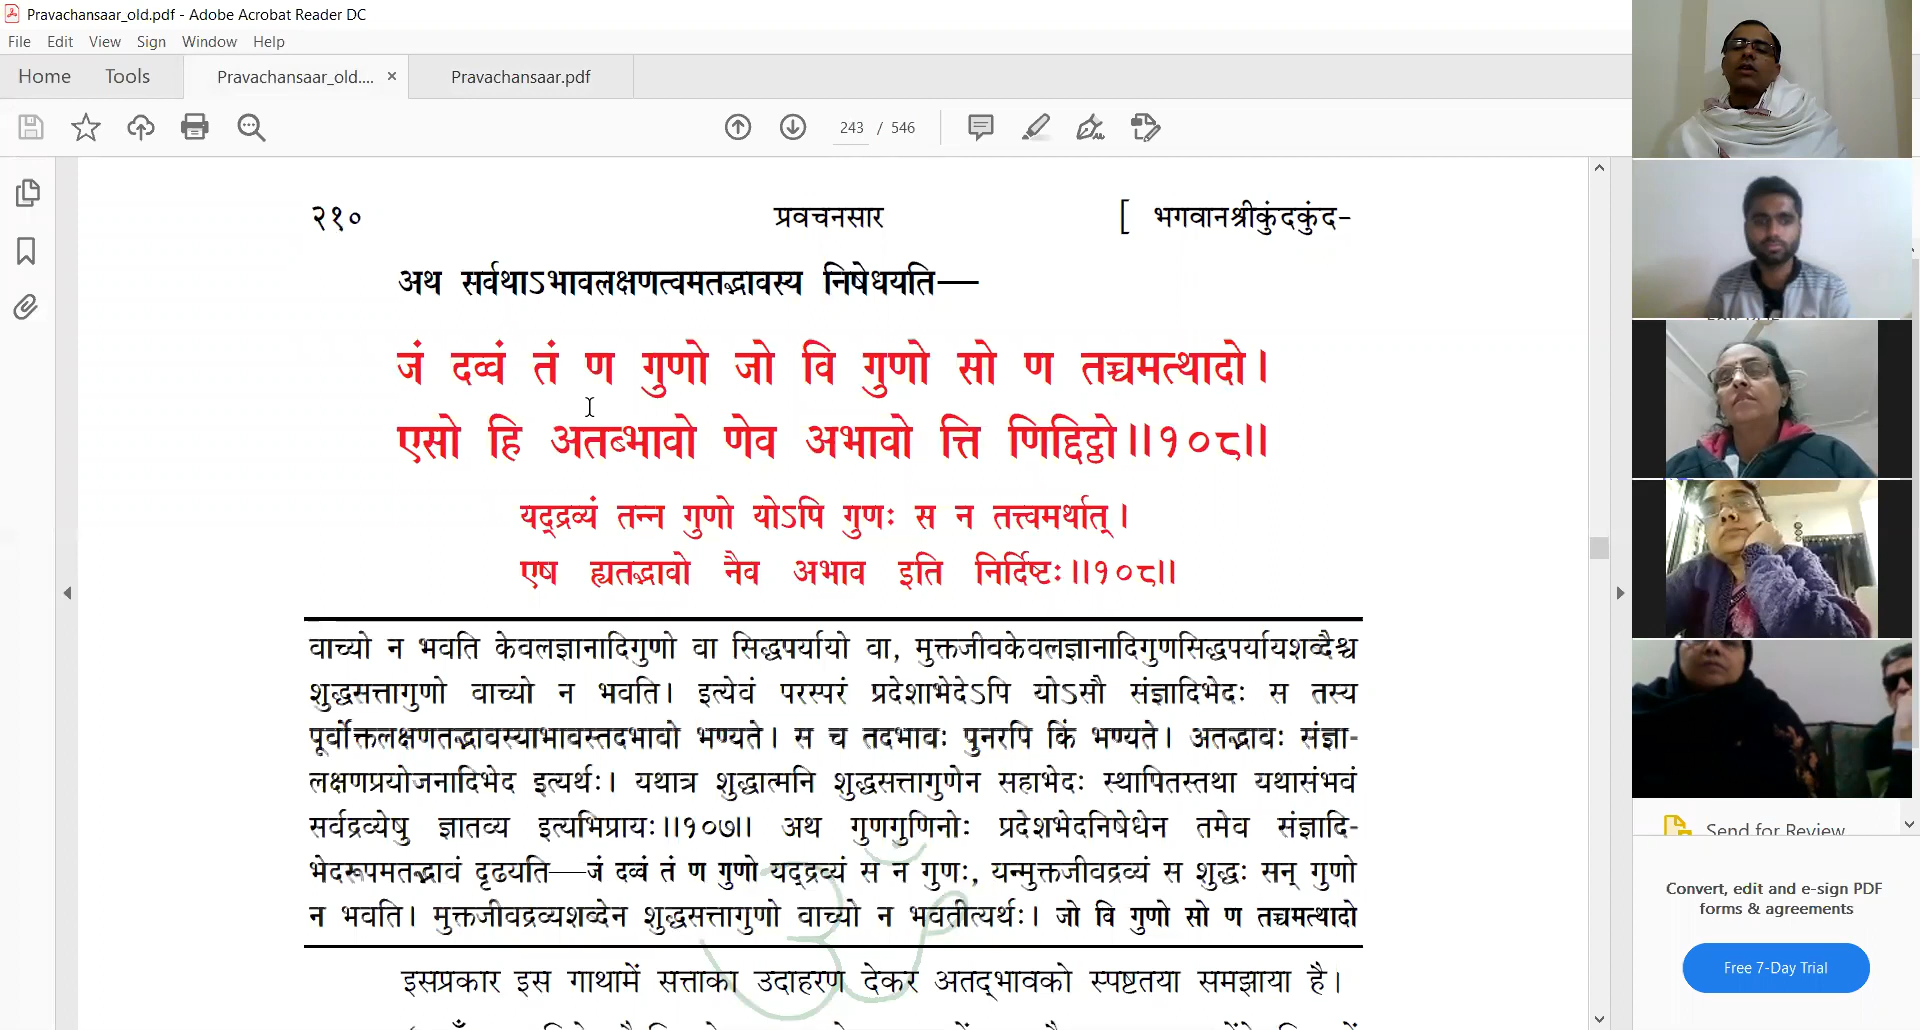 Pravachansaar_old.pdf - Adobe Acrobat Reader DC
File Edit View Sign Window Help
Home Tools Pravachansaar_old.... × Pravachansaar.pdf
243 / 546
२१० प्रवचनसार [ भगवानश्रीकुंदकुंद-
अथ सर्वथाऽभावलक्षणत्वमतद्भावस्य निषेधयति—
जं दव्वं तं ण गुणो जो वि गुणो सो ण तच्चमत्थादो।
एसो हि अतब्भावो णेव अभावो त्ति णिद्दिट्ठो॥१०८॥
यद्द्रव्यं तन्न गुणो योऽपि गुणः स न तत्त्वमर्थात्।
एष ह्यतद्भावो नैव अभाव इति निर्दिष्टः॥१०८॥
वाच्यो न भवति केवलज्ञानादिगुणो वा सिद्धपर्यायो वा, मुक्तजीवकेवलज्ञानादिगुणसिद्धपर्यायशब्दैश्च
शुद्धसत्तागुणो वाच्यो न भवति। इत्येवं परस्परं प्रदेशाभेदेऽपि योऽसौ संज्ञादिभेदः स तस्य
पूर्वोक्तलक्षणतद्भावस्याभावस्तदभावो भण्यते। स च तदभावः पुनरपि किं भण्यते। अतद्भावः संज्ञा-
लक्षणप्रयोजनादिभेद इत्यर्थः। यथात्र शुद्धात्मनि शुद्धसत्तागुणेन सहाभेदः स्थापितस्तथा यथासंभवं
सर्वद्रव्येषु ज्ञातव्य इत्यभिप्रायः॥१०७॥ अथ गुणगुणिनोः प्रदेशभेदनिषेधेन तमेव संज्ञादि-
भेदरूपमतद्भावं दृढयति—जं दव्वं तं ण गुणो यद्द्रव्यं स न गुणः, यन्मुक्तजीवद्रव्यं स शुद्धः सन् गुणो
न भवति। मुक्तजीवद्रव्यशब्देन शुद्धसत्तागुणो वाच्यो न भवतीत्यर्थः। जो वि गुणो सो ण तच्चमत्थादो
इसप्रकार इस गाथामें सत्ताका उदाहरण देकर अतद्भावको स्पष्टतया समझाया है।
Send for Review
Convert, edit and e-sign PDF
forms & agreements
Free 7-Day Trial